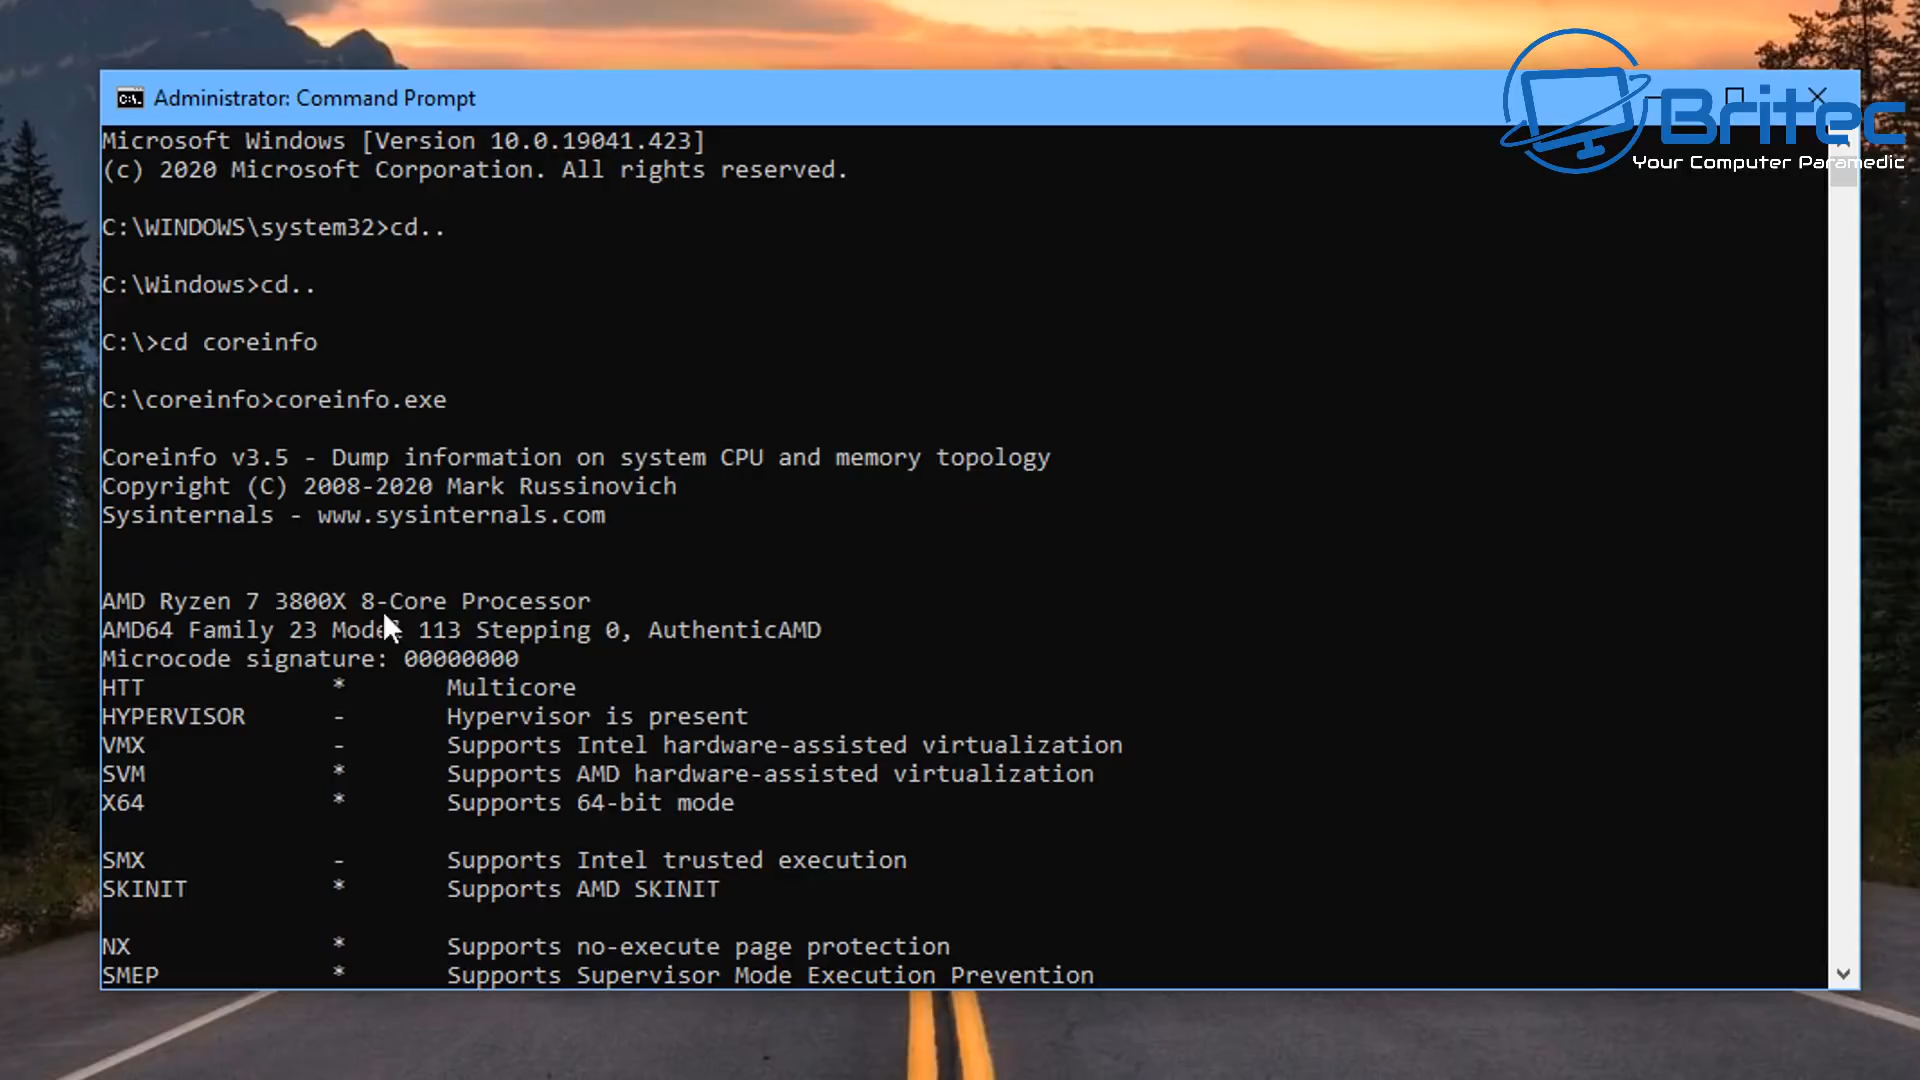 Administrator: Command Prompt
Britec
Your Computer Paramedic
Microsoft Windows [Version 10.0.19041.423]
(c) 2020 Microsoft Corporation. All rights reserved.
C:\WINDOWS\system32>cd..
C:\Windows>cd..
C:\>cd coreinfo
C:\coreinfo>coreinfo.exe
Coreinfo v3.5 - Dump information on system CPU and memory topology
Copyright (C) 2008-2020 Mark Russinovich
Sysinternals - www.sysinternals.com
AMD Ryzen 7 3800X 8-Core Processor
AMD64 Family 23 Model 113 Stepping 0, AuthenticAMD
Microcode signature: 00000000
HTT * Multicore
HYPERVISOR - Hypervisor is present
VMX - Supports Intel hardware-assisted virtualization
SVM * Supports AMD hardware-assisted virtualization
X64 * Supports 64-bit mode
SMX - Supports Intel trusted execution
SKINIT * Supports AMD SKINIT
NX * Supports no-execute page protection
SMEP * Supports Supervisor Mode Execution Prevention